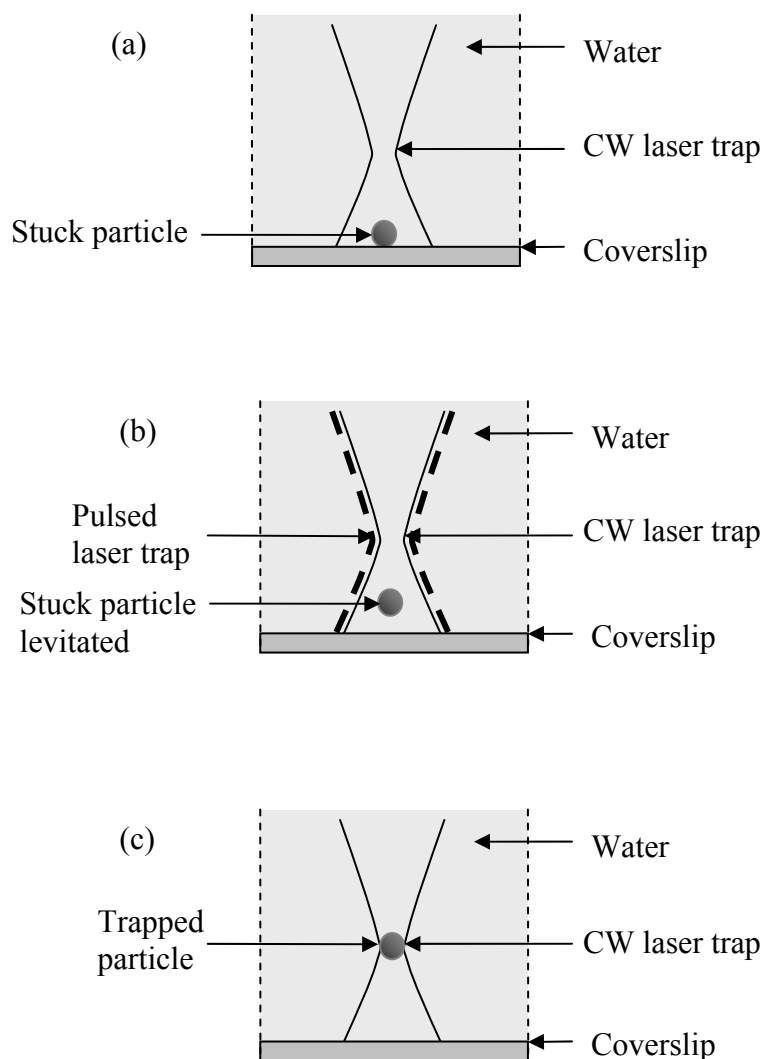 (a)
Water
CW laser trap
Stuck particle
Coverslip
(b)
Water
Pulsed
laser trap
CW laser trap
Stuck particle
levitated
Coverslip
(c)
Water
Trapped
particle
CW laser trap
Coverslip